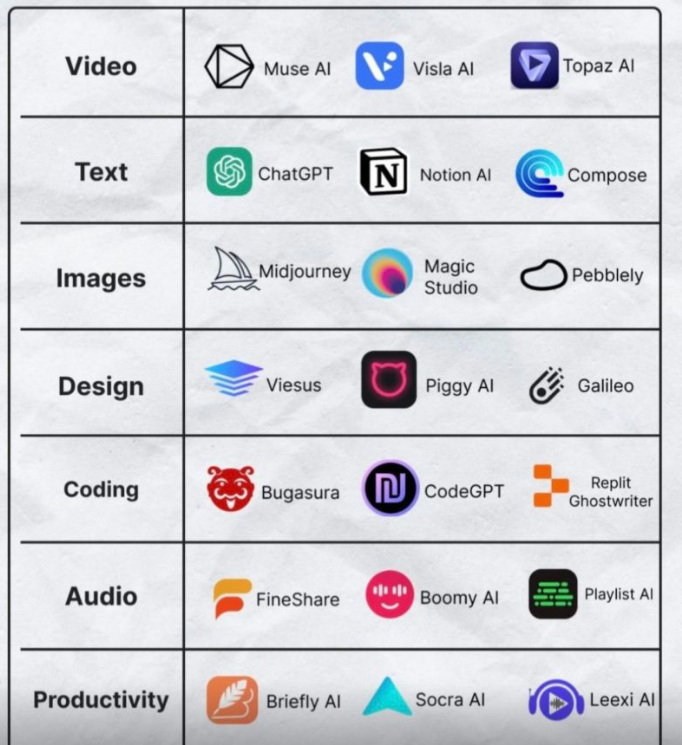 Video Muse AI Visla AI Topaz AI
Text ChatGPT Notion AI Compose
Images Midjourney Magic Studio Pebblely
Design Viesus Piggy AI Galileo
Coding Bugasura CodeGPT Replit Ghostwriter
Audio FineShare Boomy AI Playlist AI
Productivity Briefly AI Socra AI Leexi AI